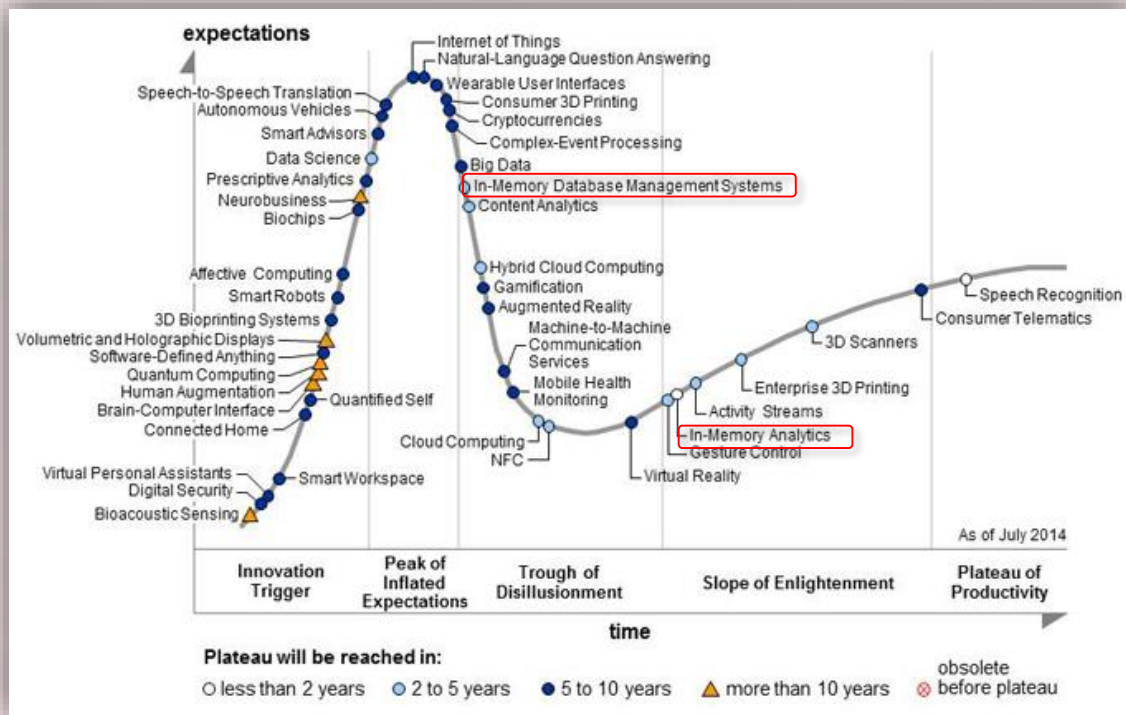 expectations
Internet of Things
Natural-Language Question Answering
Wearable User Interfaces
Consumer 3D Printing
Cryptocurrencies
Complex-Event Processing
Speech-to-Speech Translation
Autonomous Vehicles
Smart Advisors
Data Science
Prescriptive Analytics
Neurobusiness
Biochips
Big Data
In-Memory Database Management Systems
Content Analytics
Affective Computing
Smart Robots
3D Bioprinting Systems
Volumetric and Holographic Displays
Software-Defined Anything
Quantum Computing
Human Augmentation
Brain-Computer Interface
Connected Home
Quantified Self
Virtual Personal Assistants
Digital Security
Bioacoustic Sensing
Smart Workspace
Hybrid Cloud Computing
Gamification
Augmented Reality
Machine-to-Machine
Communication
Services
Mobile Health
Monitoring
Cloud Computing
NFC
Virtual Reality
Gesture Control
In-Memory Analytics
Activity Streams
Enterprise 3D Printing
3D Scanners
Consumer Telematics
Speech Recognition
As of July 2014
Innovation
Trigger
Peak of
Inflated
Expectations
Trough of
Disillusionment
Slope of Enlightenment
Plateau of
Productivity
time
Plateau will be reached in:
less than 2 years
2 to 5 years
5 to 10 years
more than 10 years
obsolete
before plateau